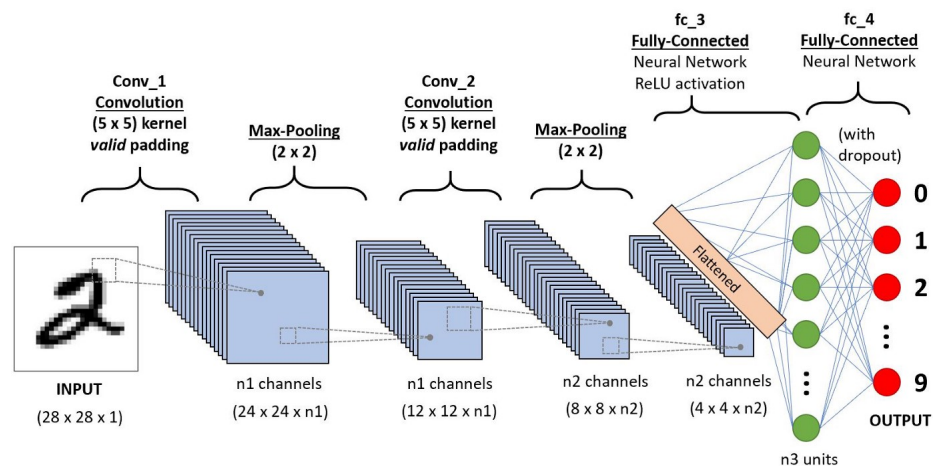 Conv_1
Convolution
(5 x 5) kernel
valid padding
Max-Pooling
(2 x 2)
Conv_2
Convolution
(5 x 5) kernel
valid padding
Max-Pooling
(2 x 2)
fc_3
Fully-Connected
Neural Network
ReLU activation
fc_4
Fully-Connected
Neural Network
(with
dropout)
2
INPUT
(28 x 28 x 1)
n1 channels
(24 x 24 x n1)
n1 channels
(12 x 12 x n1)
n2 channels
(8 x 8 x n2)
n2 channels
(4 x 4 x n2)
Flattened
n3 units
0
1
2
9
OUTPUT